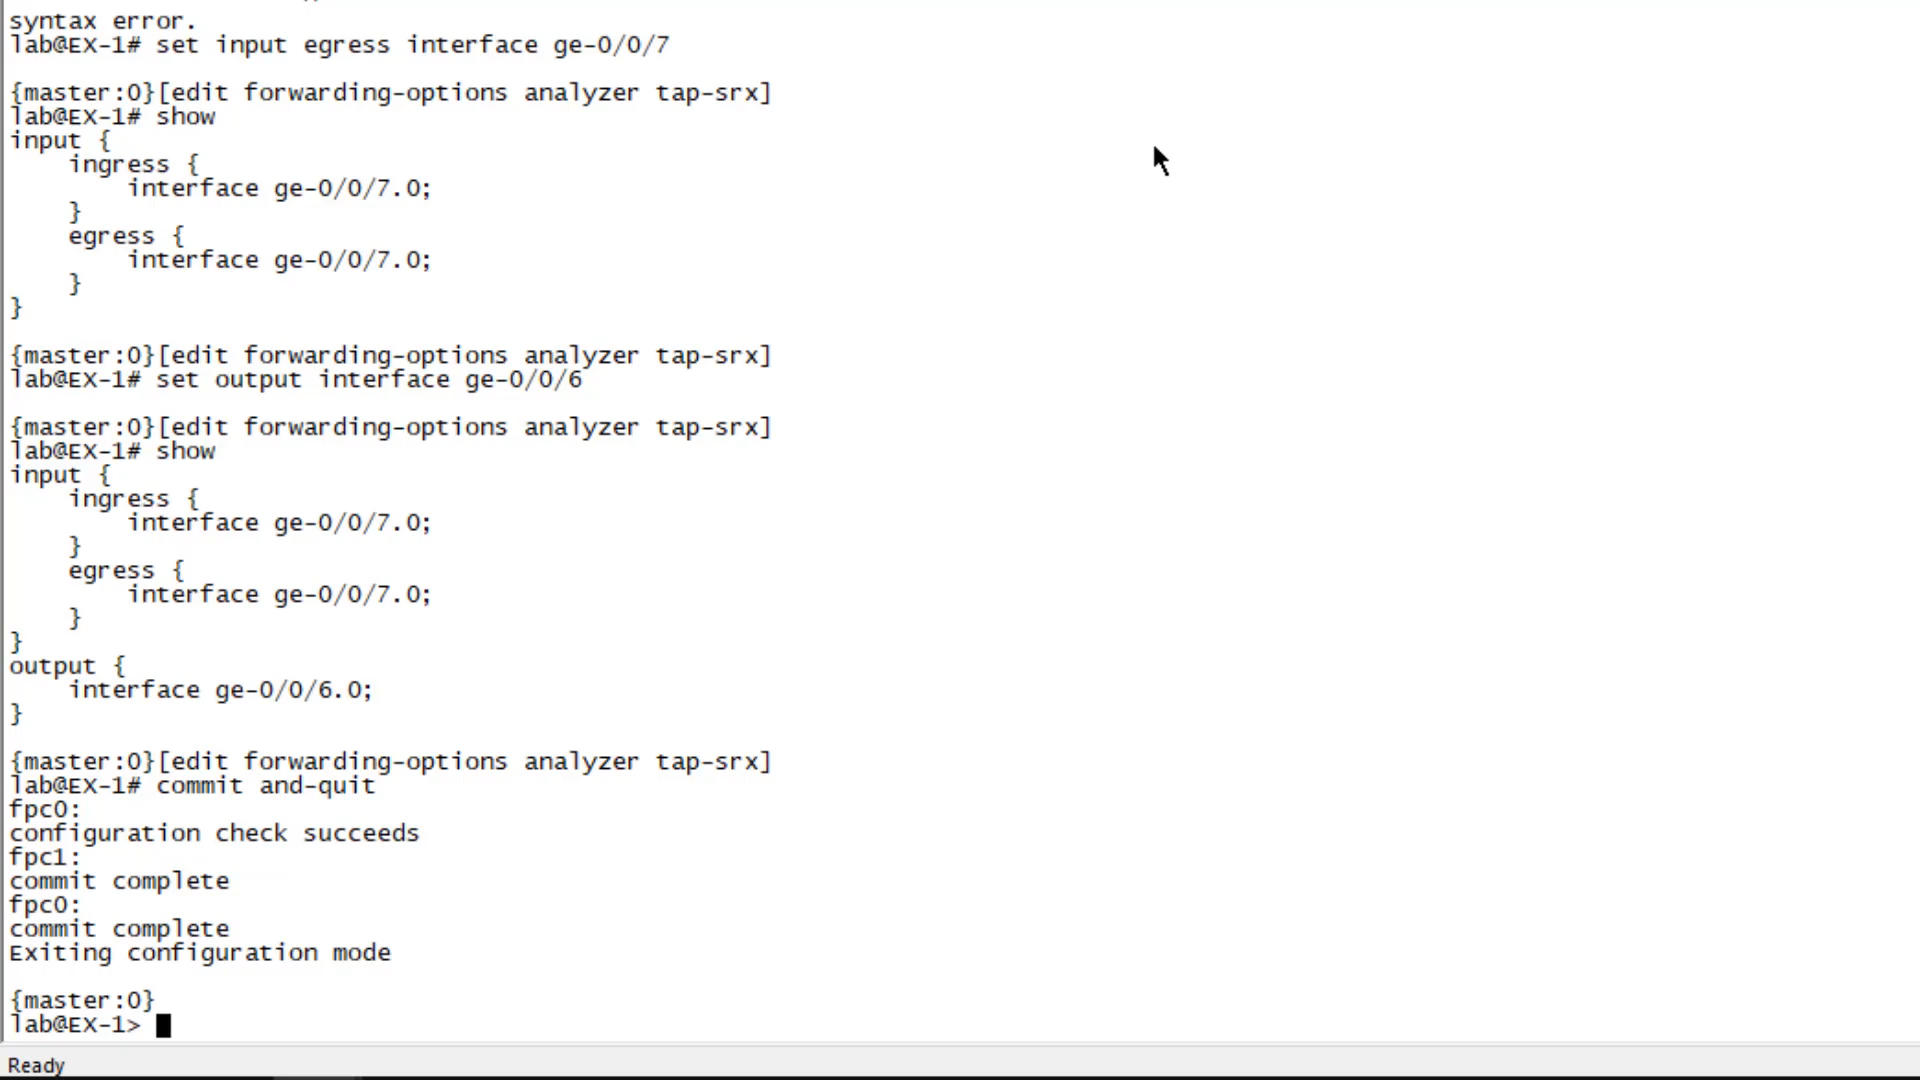 syntax error.
lab@EX-1# set input egress interface ge-0/0/7
{master:0}[edit forwarding-options analyzer tap-srx]
lab@EX-1# show
input {
    ingress {
        interface ge-0/0/7.0;
    }
    egress {
        interface ge-0/0/7.0;
    }
}
{master:0}[edit forwarding-options analyzer tap-srx]
lab@EX-1# set output interface ge-0/0/6
{master:0}[edit forwarding-options analyzer tap-srx]
lab@EX-1# show
input {
    ingress {
        interface ge-0/0/7.0;
    }
    egress {
        interface ge-0/0/7.0;
    }
}
output {
    interface ge-0/0/6.0;
}
{master:0}[edit forwarding-options analyzer tap-srx]
lab@EX-1# commit and-quit
fpc0:
configuration check succeeds
fpc1:
commit complete
fpc0:
commit complete
Exiting configuration mode
{master:0}
lab@EX-1>
Ready